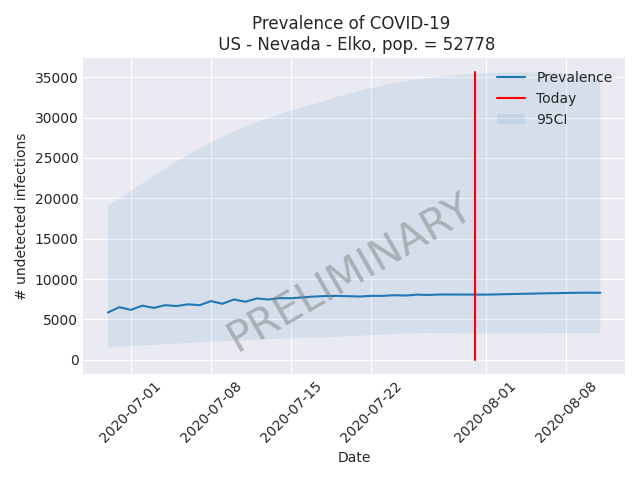 Prevalence of COVID-19
US - Nevada - Elko, pop. = 52778
# undetected infections
35000
30000
25000
20000
15000
10000
5000
0
Prevalence
Today
95CI
PRELIMINARY
2020-07-01
2020-07-08
2020-07-15
2020-07-22
2020-08-01
2020-08-08
Date